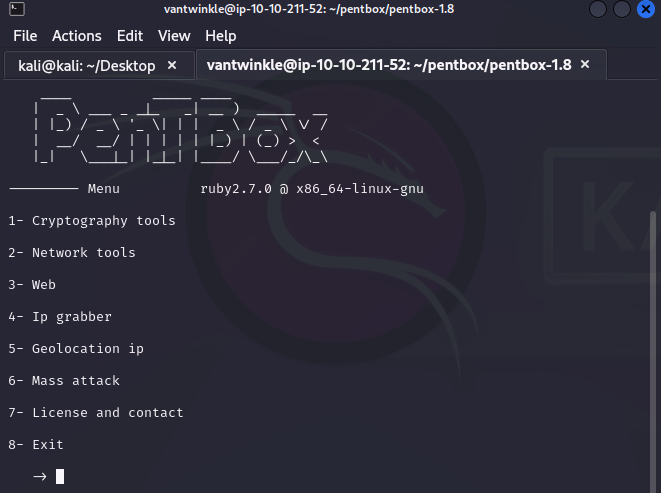 vantwinkle@ip-10-10-211-52: ~/pentbox/pentbox-1.8
File Actions Edit View Help
kali@kali: ~/Desktop × vantwinkle@ip-10-10-211-52: ~/pentbox/pentbox-1.8 ×
PenTBox
--------- Menu ruby2.7.0 @ x86_64-linux-gnu
1- Cryptography tools
2- Network tools
3- Web
4- Ip grabber
5- Geolocation ip
6- Mass attack
7- License and contact
8- Exit
->